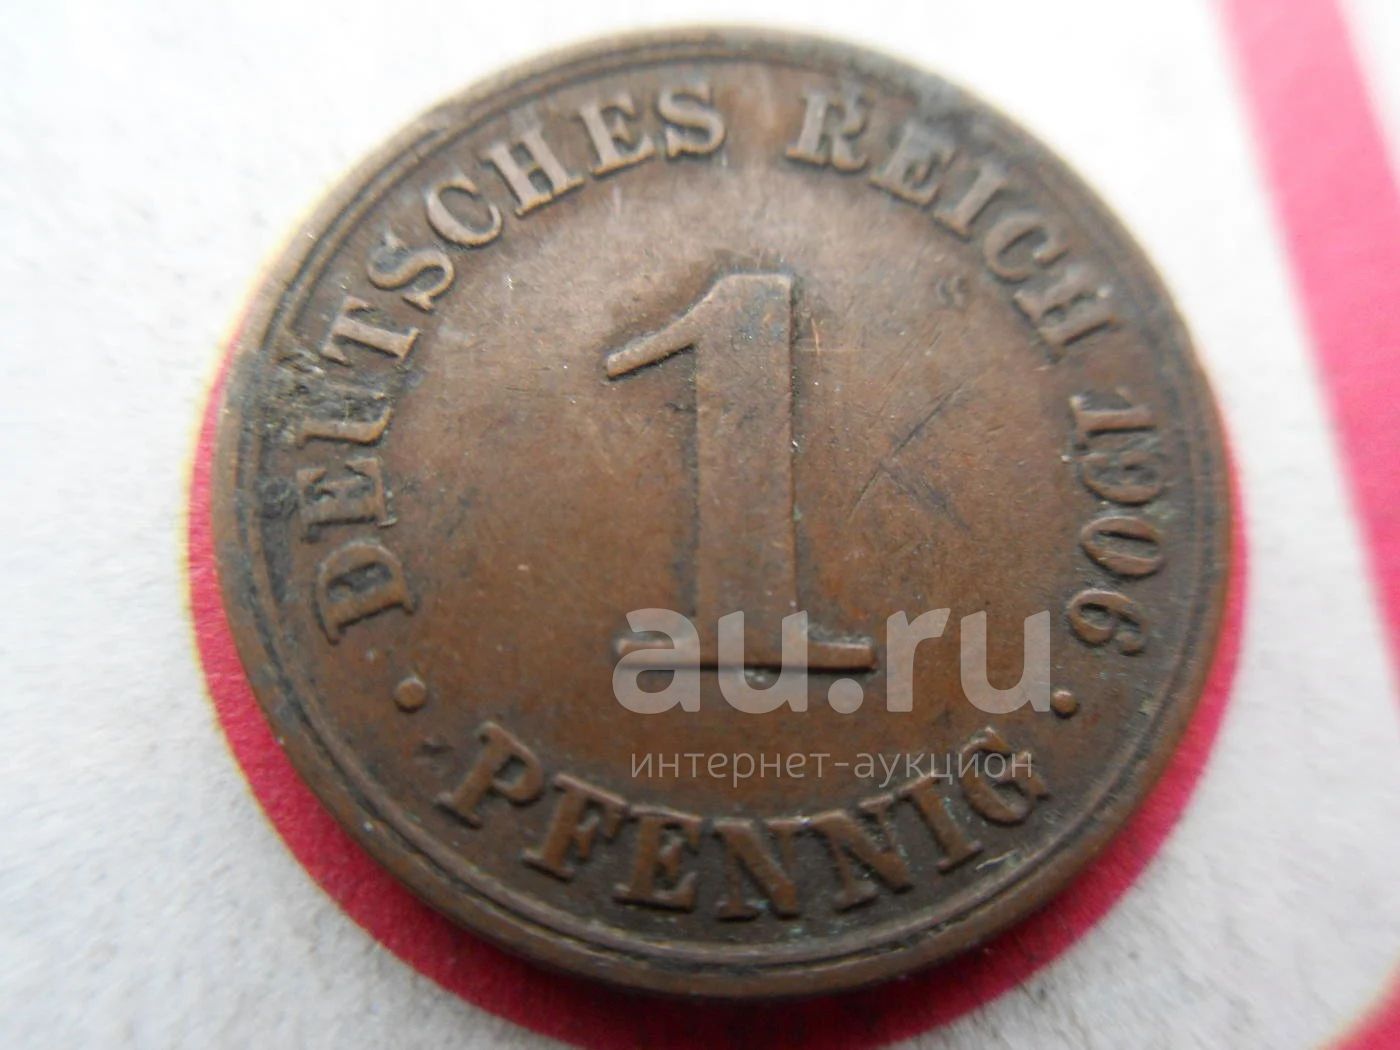 DEUTSCHES REICH 1906
1
· PFENNIG ·
au.ru
интернет-аукцион